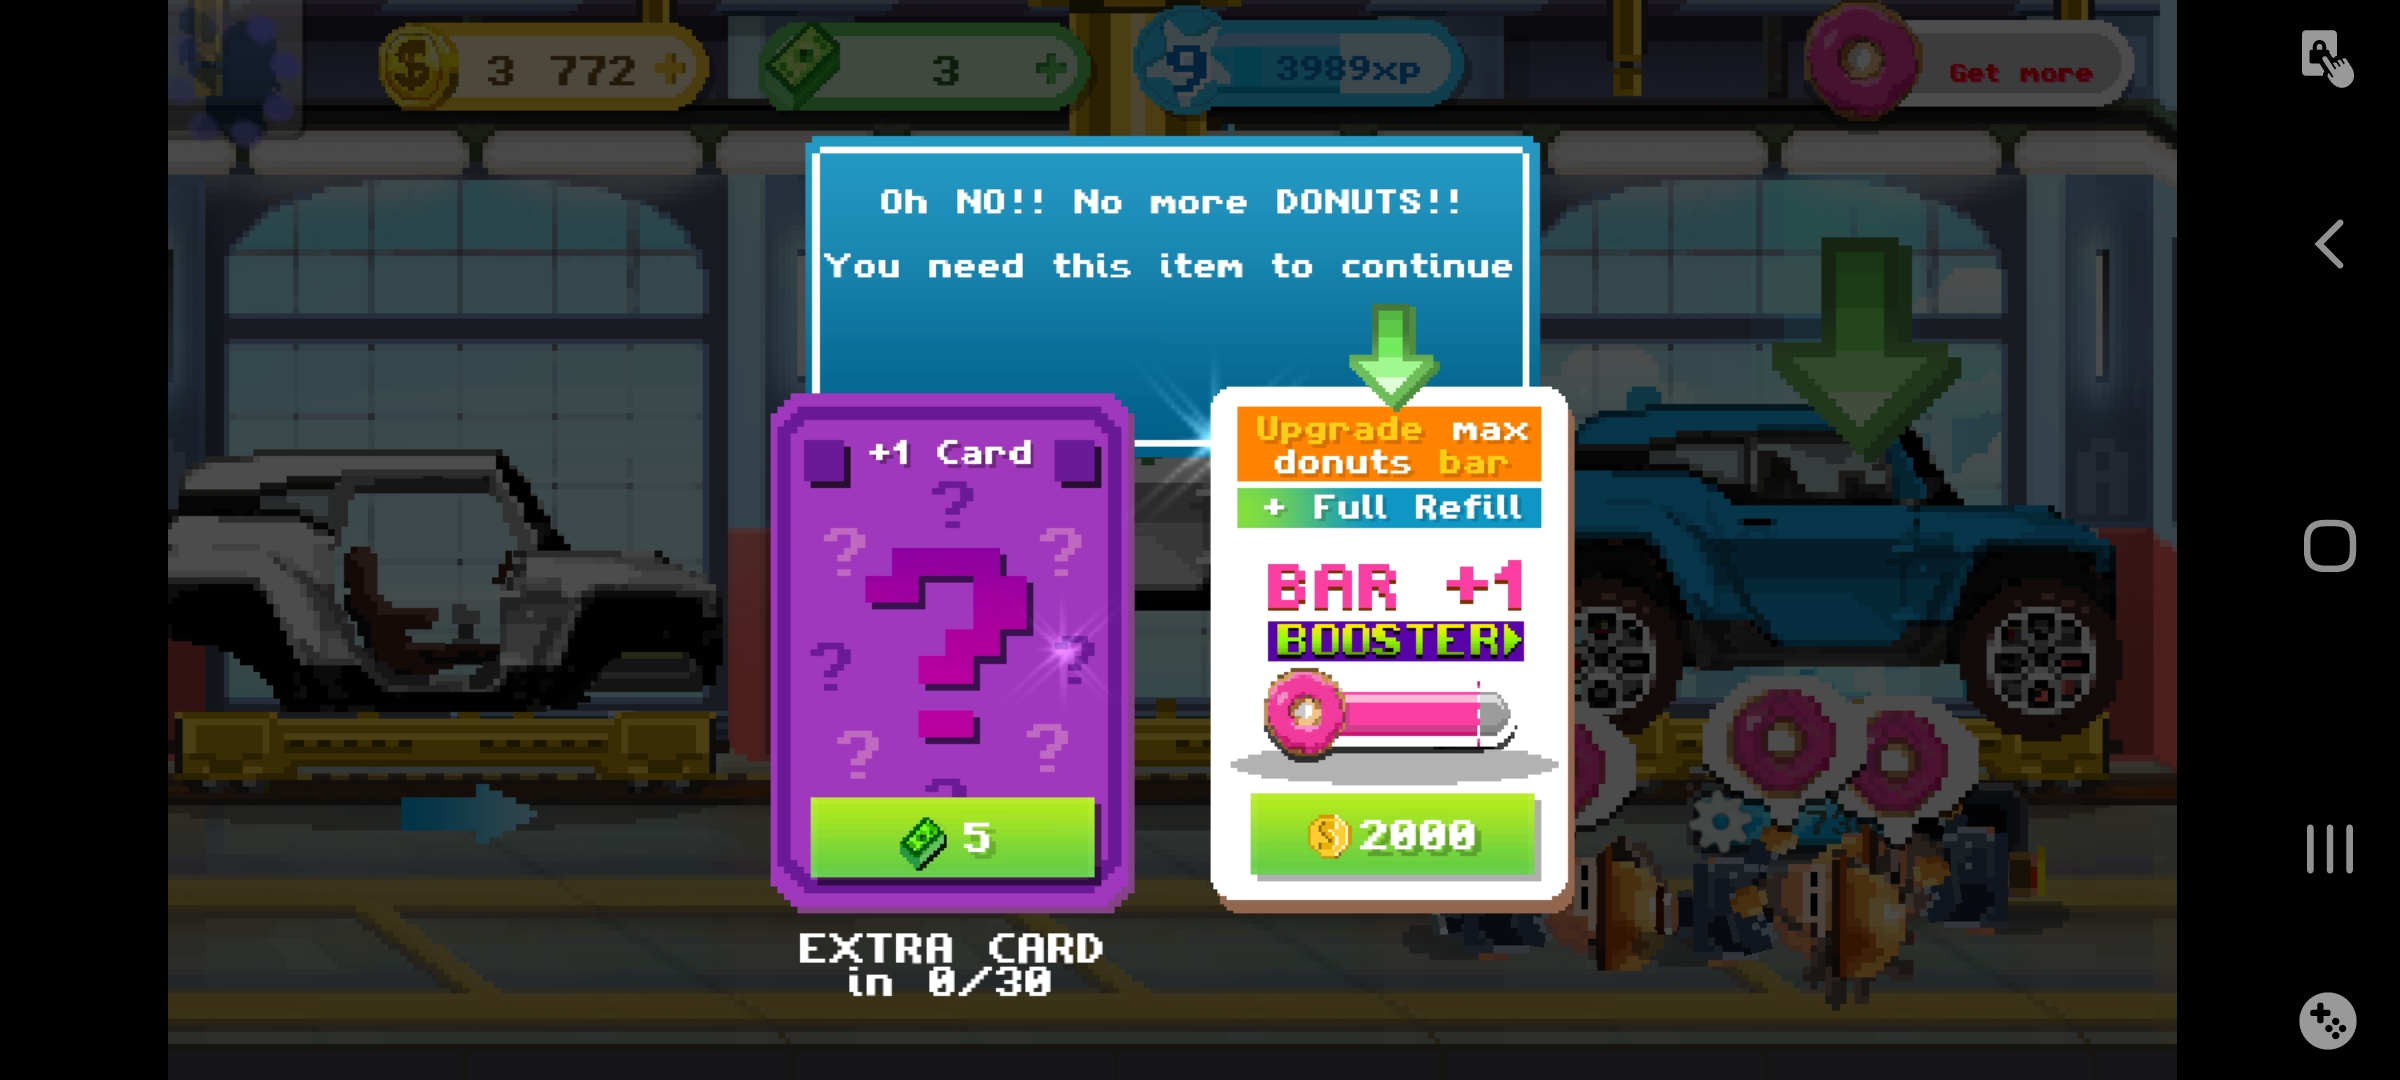 3 772 +
3 +
9 3989xp
Get more
Oh NO!! No more DONUTS!!
You need this item to continue
+1 Card
?
5
EXTRA CARD
in 0/30
Upgrade max
donuts bar
+ Full Refill
BAR +1
BOOSTER
2000